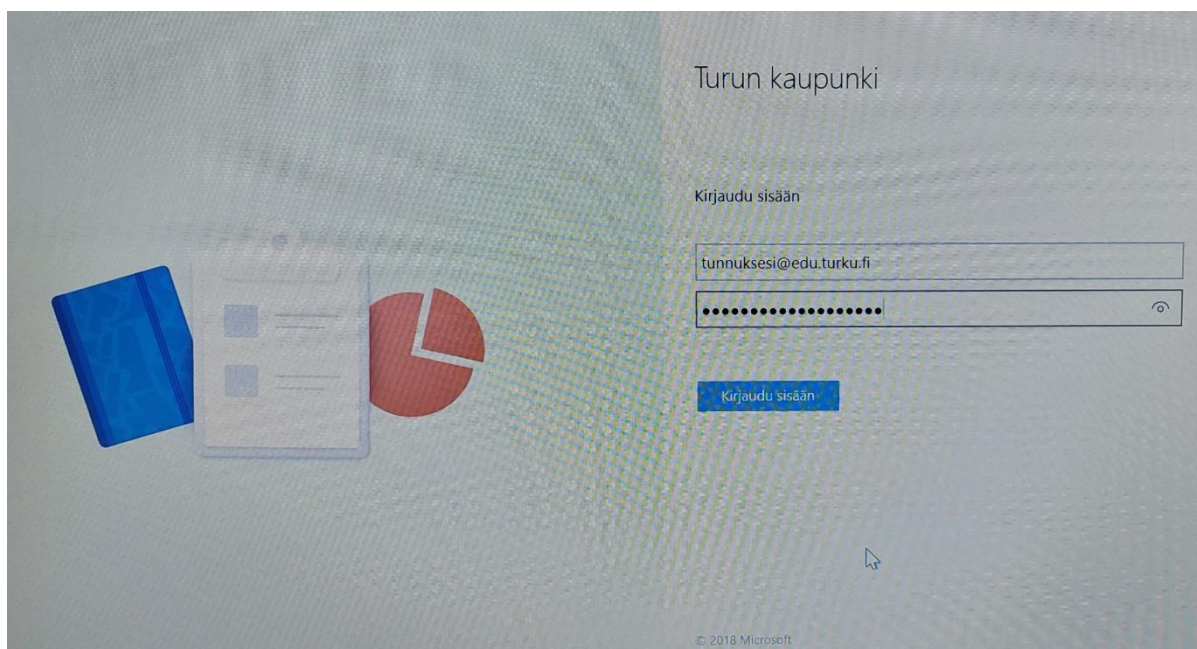 Turun kaupunki
Kirjaudu sisään
tunnuksesi@edu.turku.fi
•••••••••••••••••••
Kirjaudu sisään
© 2018 Microsoft